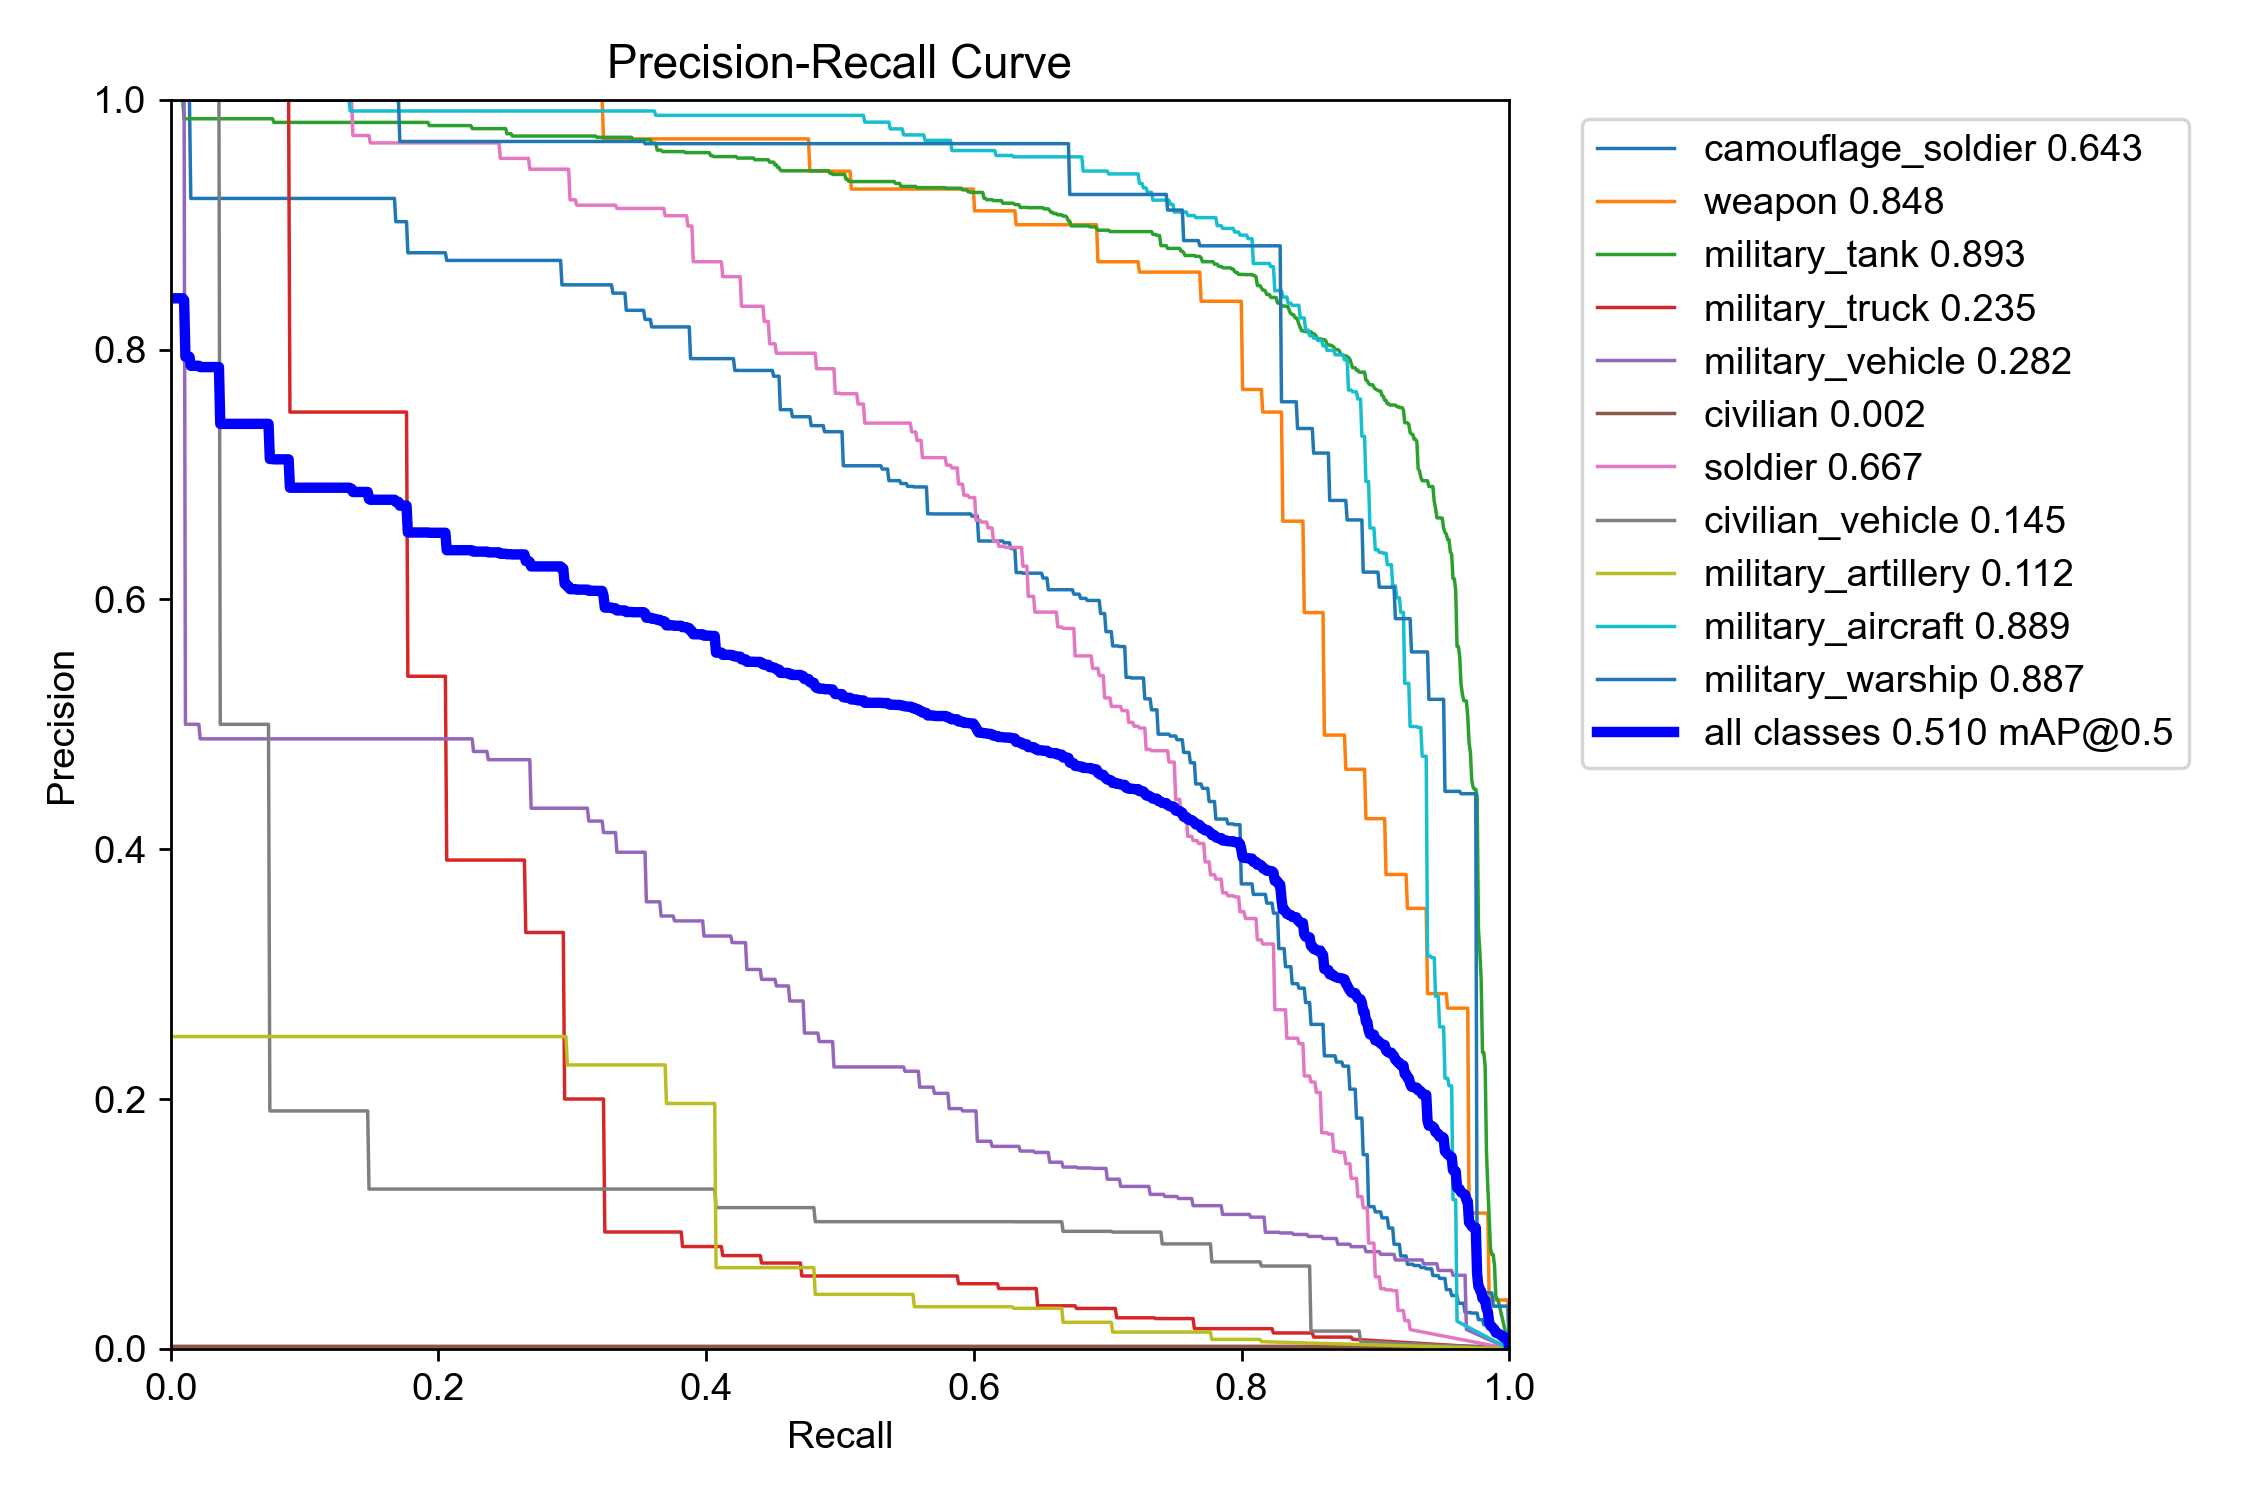 Precision-Recall Curve
1.0
0.8
0.6
0.4
0.2
0.0
Precision
0.0 0.2 0.4 0.6 0.8 1.0
Recall
camouflage_soldier 0.643
weapon 0.848
military_tank 0.893
military_truck 0.235
military_vehicle 0.282
civilian 0.002
soldier 0.667
civilian_vehicle 0.145
military_artillery 0.112
military_aircraft 0.889
military_warship 0.887
all classes 0.510 mAP@0.5